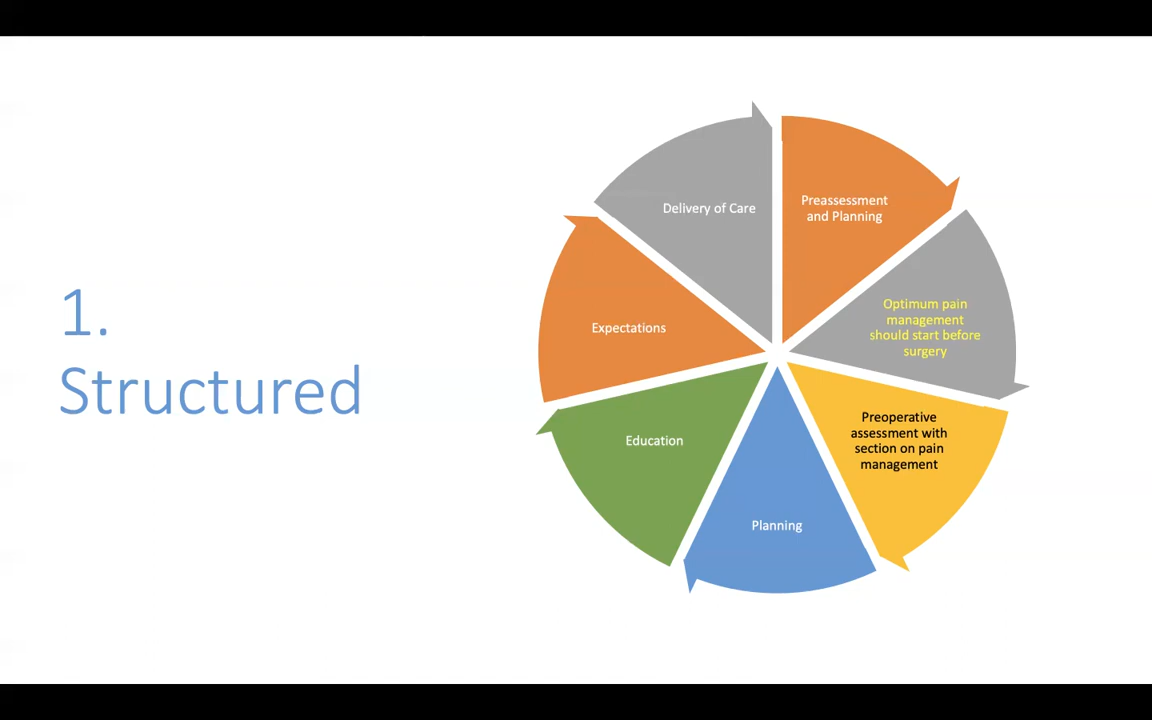 1.
Structured
Preassessment
and Planning
Optimum pain
management
should start before
surgery
Preoperative
assessment with
section on pain
management
Planning
Education
Expectations
Delivery of Care